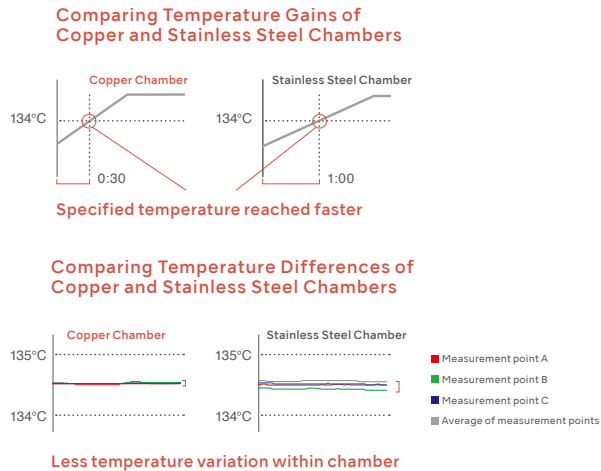 Comparing Temperature Gains of
Copper and Stainless Steel Chambers
Copper Chamber
Stainless Steel Chamber
134°C
134°C
0:30
1:00
Specified temperature reached faster
Comparing Temperature Differences of
Copper and Stainless Steel Chambers
Copper Chamber
Stainless Steel Chamber
135°C
135°C
134°C
134°C
Measurement point A
Measurement point B
Measurement point C
Average of measurement points
Less temperature variation within chamber